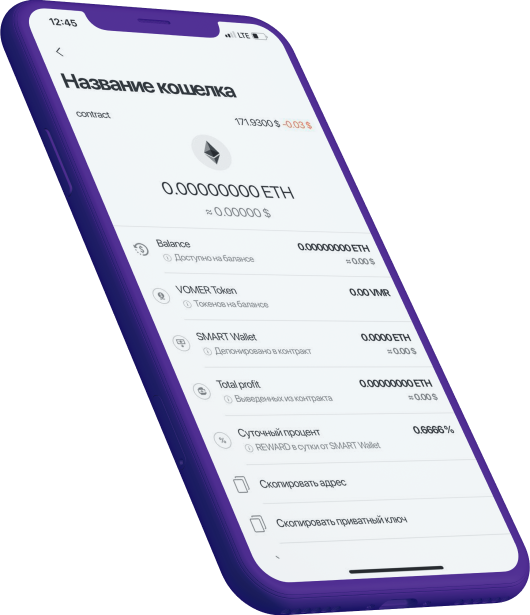 12:45
LTE
Название кошелка
contract
171.9300 $ -0.03 $
0.00000000 ETH
≈ 0.00000 $
Balance
0.0000000 ETH
Доступно на балансе
≈ 0.00 $
VOMER Token
0.00 VMR
Токенов на балансе
SMART Wallet
0.0000 ETH
Депонировано в контракт
≈ 0.00 $
Total profit
0.00000000 ETH
Выведенных из контракта
≈ 0.00 $
Суточный процент
0.6666 %
REWARD в сутки от SMART Wallet
Скопировать адрес
Скопировать приватный ключ